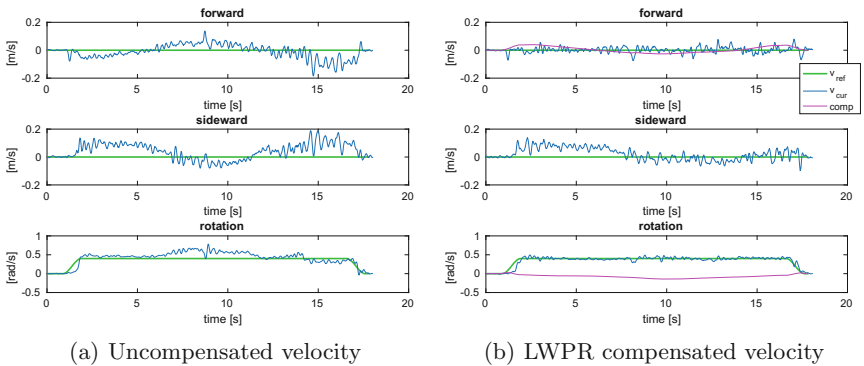 forward
[m/s]
0.2
0
-0.2
0 5 10 15 20
time [s]
sideward
[m/s]
0.2
0
-0.2
0 5 10 15 20
time [s]
rotation
[rad/s]
1
0.5
0
-0.5
0 5 10 15 20
time [s]
(a) Uncompensated velocity
forward
[m/s]
0.2
0
-0.2
0 5 10 15 20
time [s]
v_ref
v_cur
comp
sideward
[m/s]
0.2
0
-0.2
0 5 10 15 20
time [s]
rotation
[rad/s]
1
0.5
0
-0.5
0 5 10 15 20
time [s]
(b) LWPR compensated velocity